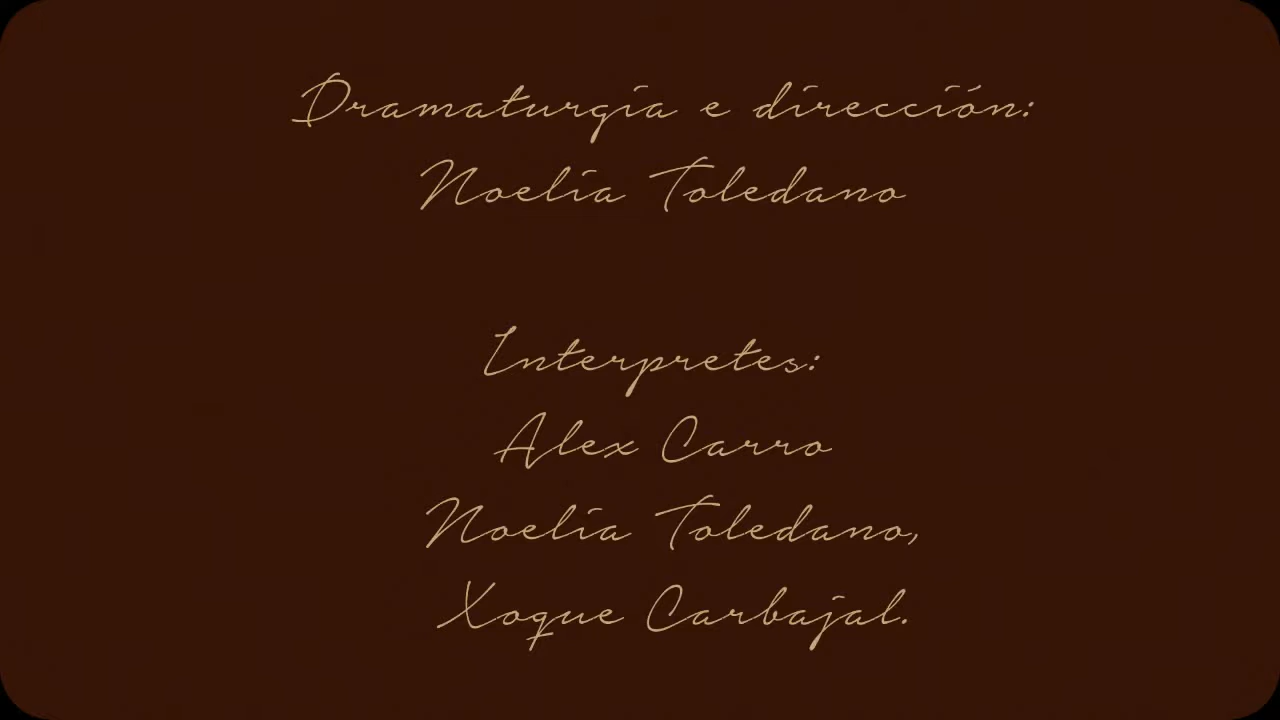 Dramaturgia e dirección:
Noelia Toledano
Interpretes:
Alex Carro
Noelia Toledano,
Xoque Carbajal.